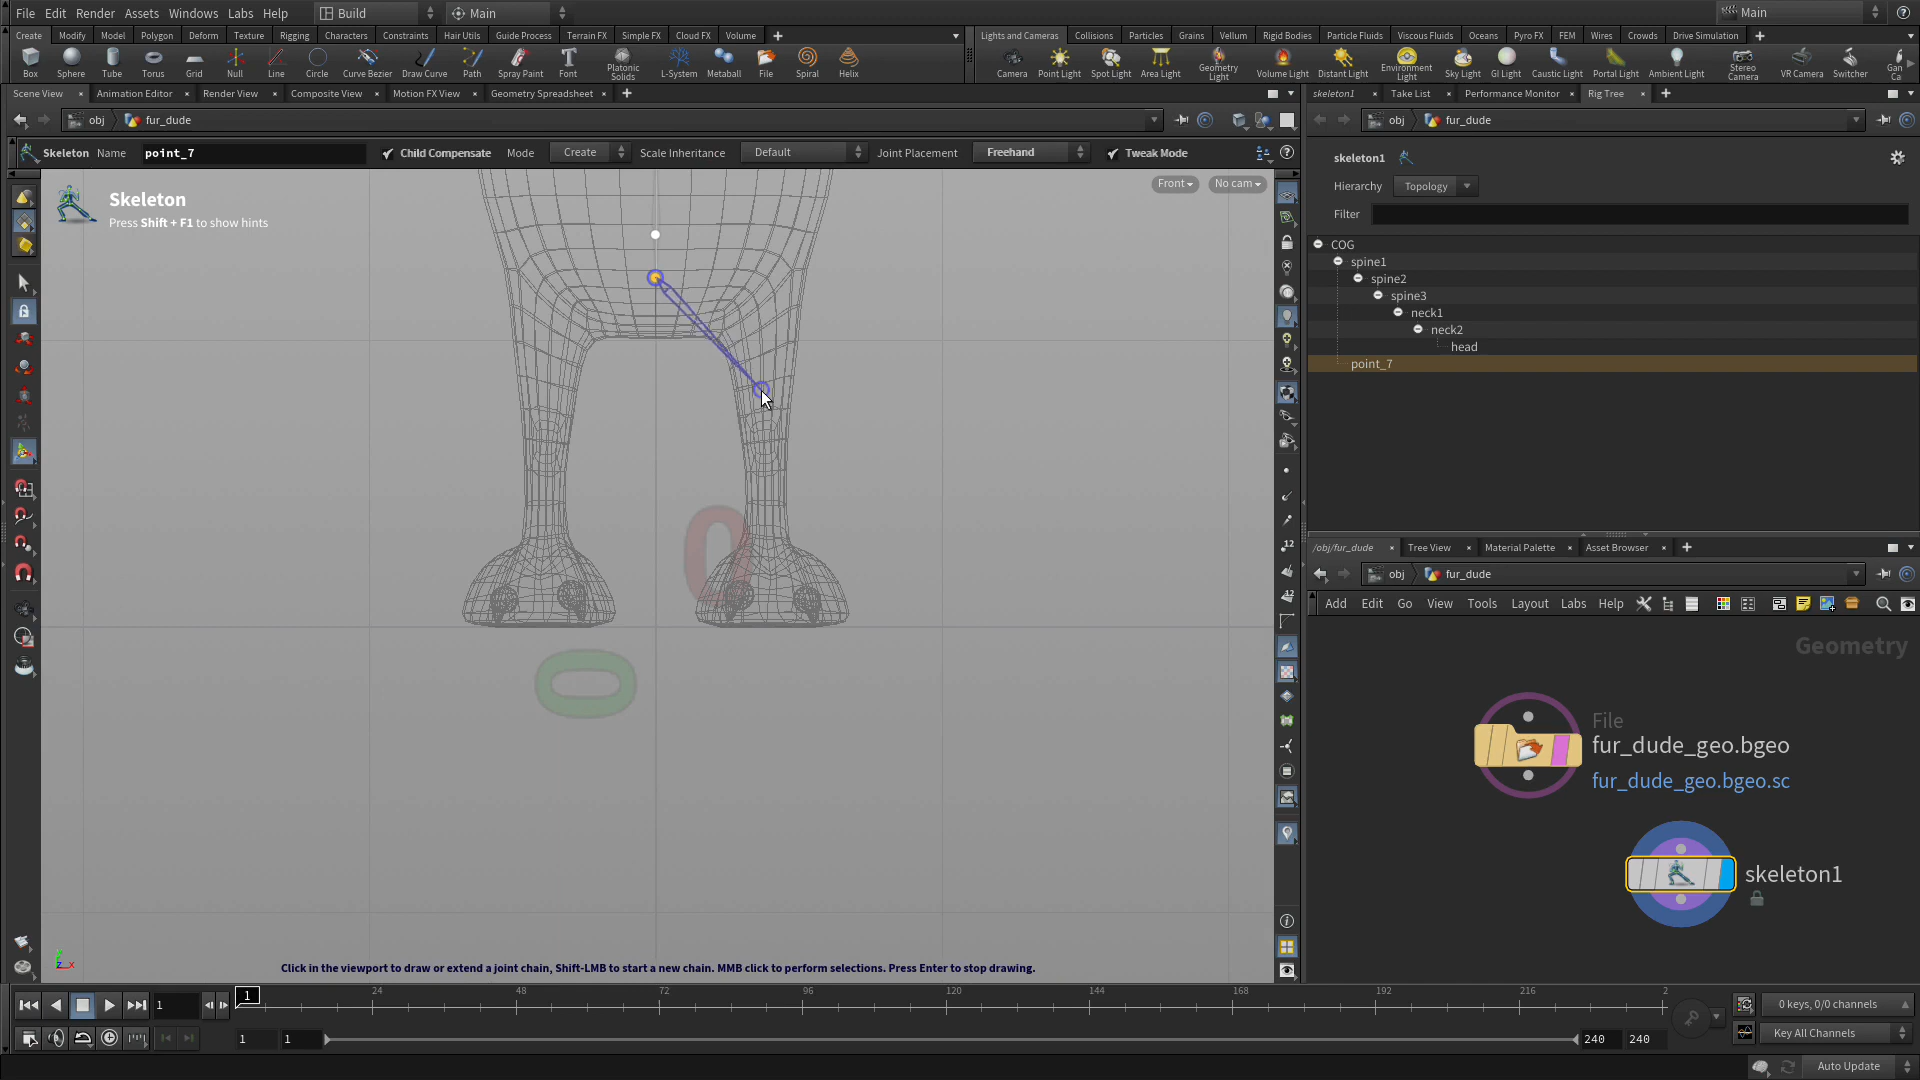 File Edit Render Assets Windows Labs Help Build Main Main
Create Modify Model Polygon Deform Texture Rigging Characters Constraints Hair Utils Guide Process Terrain FX Simple FX Cloud FX Volume
Lights and Cameras Collisions Particles Grains Vellum Rigid Bodies Particle Fluids Viscous Fluids Oceans Pyro FX FEM Wires Crowds Drive Simulation
Box Sphere Tube Torus Grid Null Line Circle Curve Bezier Draw Curve Path Spray Paint Font Platonic Solids L-System Metaball File Spiral Helix
Camera Point Light Spot Light Area Light Geometry Light Volume Light Distant Light Environment Light Sky Light GI Light Caustic Light Portal Light Ambient Light Stereo Camera VR Camera Switcher Gan Ca
Scene View Animation Editor Render View Composite View Motion FX View Geometry Spreadsheet
skeleton1 Take List Performance Monitor Rig Tree
obj fur_dude
obj fur_dude
Skeleton Name point_7 Child Compensate Mode Create Scale Inheritance Default Joint Placement Freehand Tweak Mode
skeleton1
Hierarchy Topology
Filter
Skeleton
Press Shift + F1 to show hints
Front No cam
COG
spine1
spine2
spine3
neck1
neck2
head
point_7
0
0
12
12
/obj/fur_dude Tree View Material Palette Asset Browser
obj fur_dude
Add Edit Go View Tools Layout Labs Help
Geometry
File
fur_dude_geo.bgeo
fur_dude_geo.bgeo.sc
skeleton1
y
z x
Click in the viewport to draw or extend a joint chain, Shift-LMB to start a new chain. MMB click to perform selections. Press Enter to stop drawing.
1 1 24 48 72 96 120 144 168 192 216 2
0 keys, 0/0 channels
1 1 240 240
Key All Channels
Auto Update